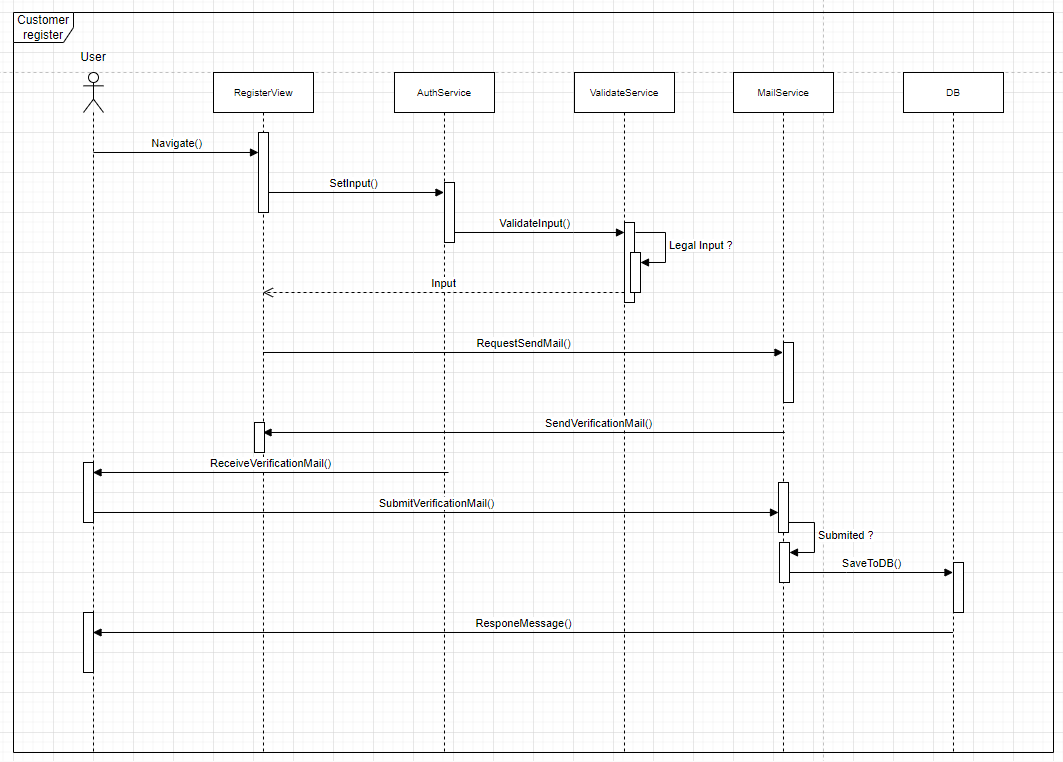 Customer
register
User
RegisterView
AuthService
ValidateService
MailService
DB
Navigate()
SetInput()
ValidateInput()
Legal Input ?
Input
RequestSendMail()
SendVerificationMail()
ReceiveVerificationMail()
SubmitVerificationMail()
Submited ?
SaveToDB()
ResponeMessage()